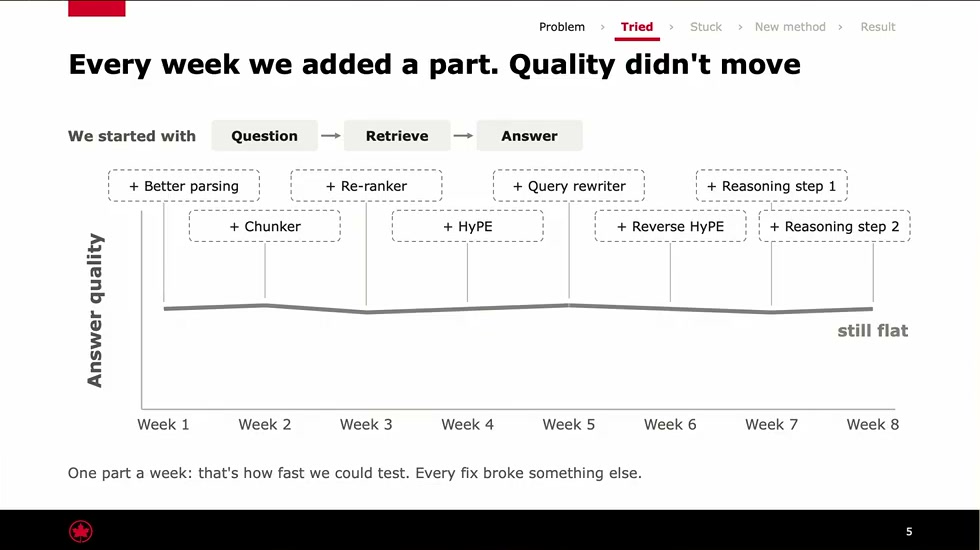 Problem › Tried › Stuck › New method › Result
Every week we added a part. Quality didn't move
We started with Question Retrieve Answer
+ Better parsing + Re-ranker + Query rewriter + Reasoning step 1
+ Chunker + HyPE + Reverse HyPE + Reasoning step 2
Answer quality
still flat
Week 1 Week 2 Week 3 Week 4 Week 5 Week 6 Week 7 Week 8
One part a week: that's how fast we could test. Every fix broke something else.
5